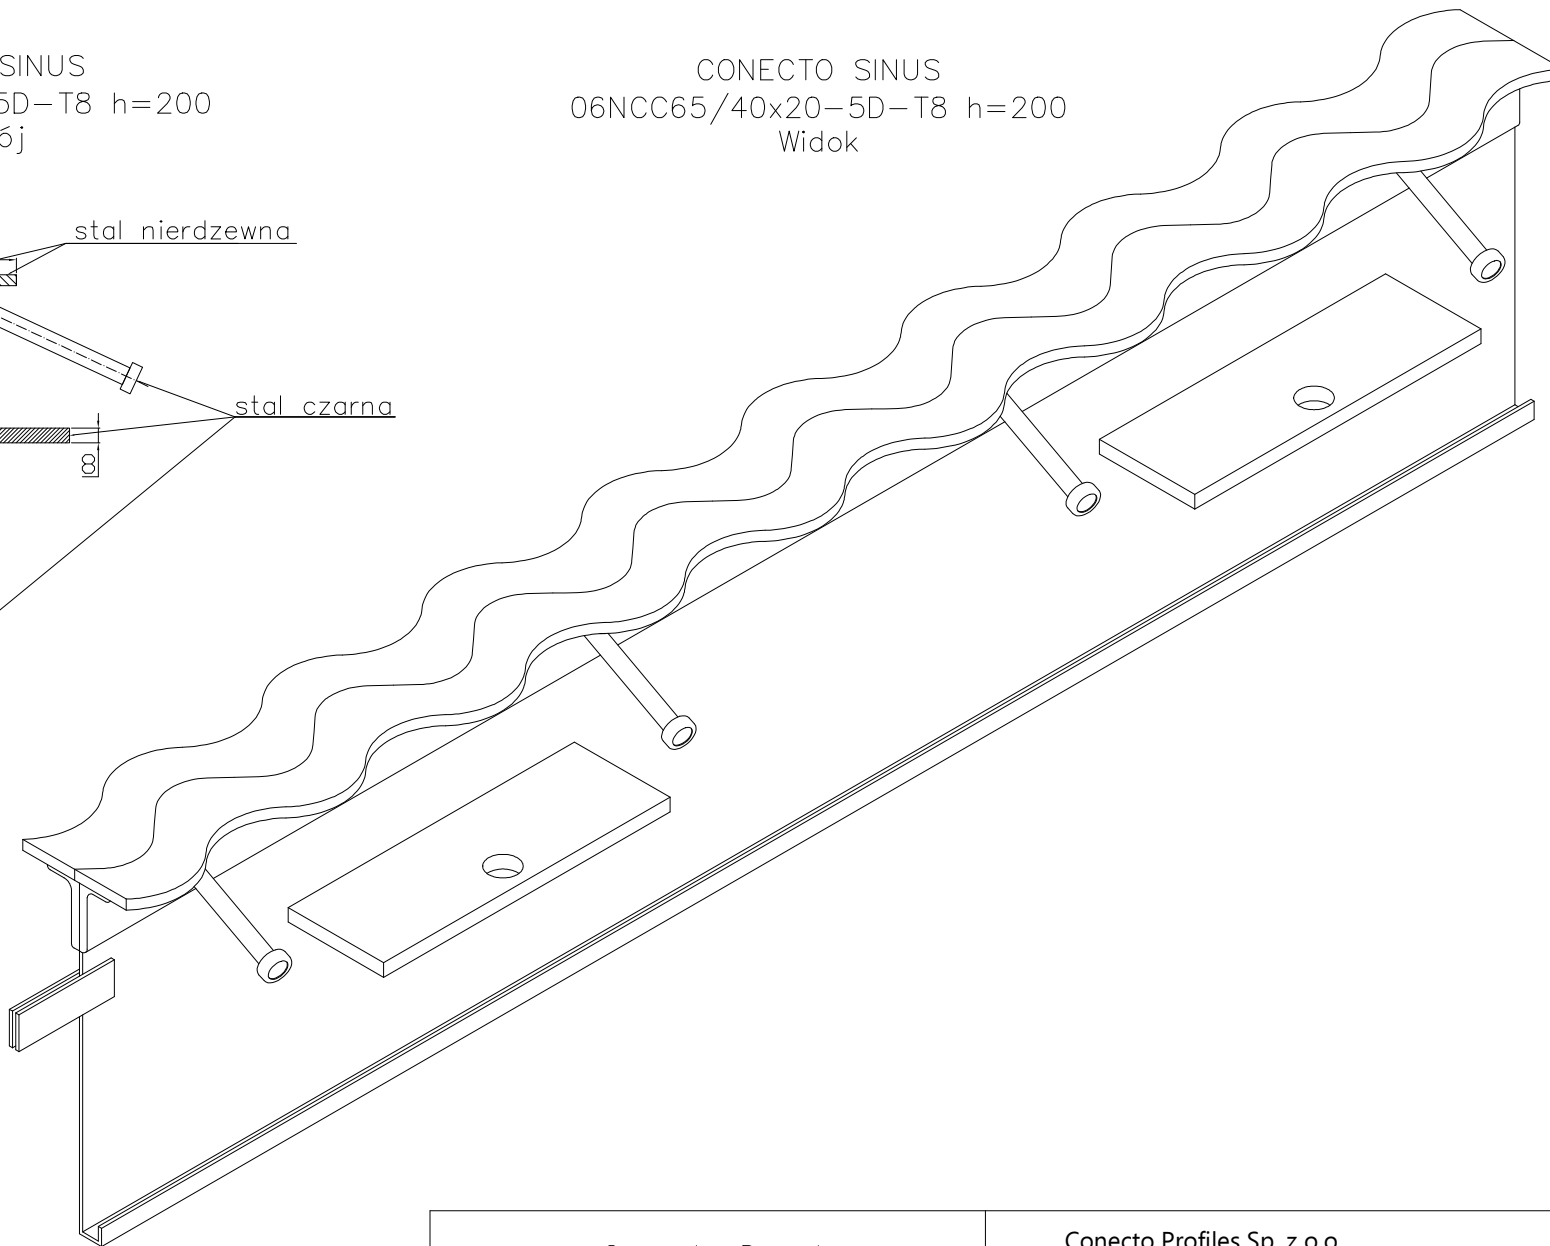 SINUS
5D-T8 h=200
ój
CONECTO SINUS
06NCC65/40x20-5D-T8 h=200
Widok
stal nierdzewna
stal czarna
8
Conecto Profiles Sp. z o.o.